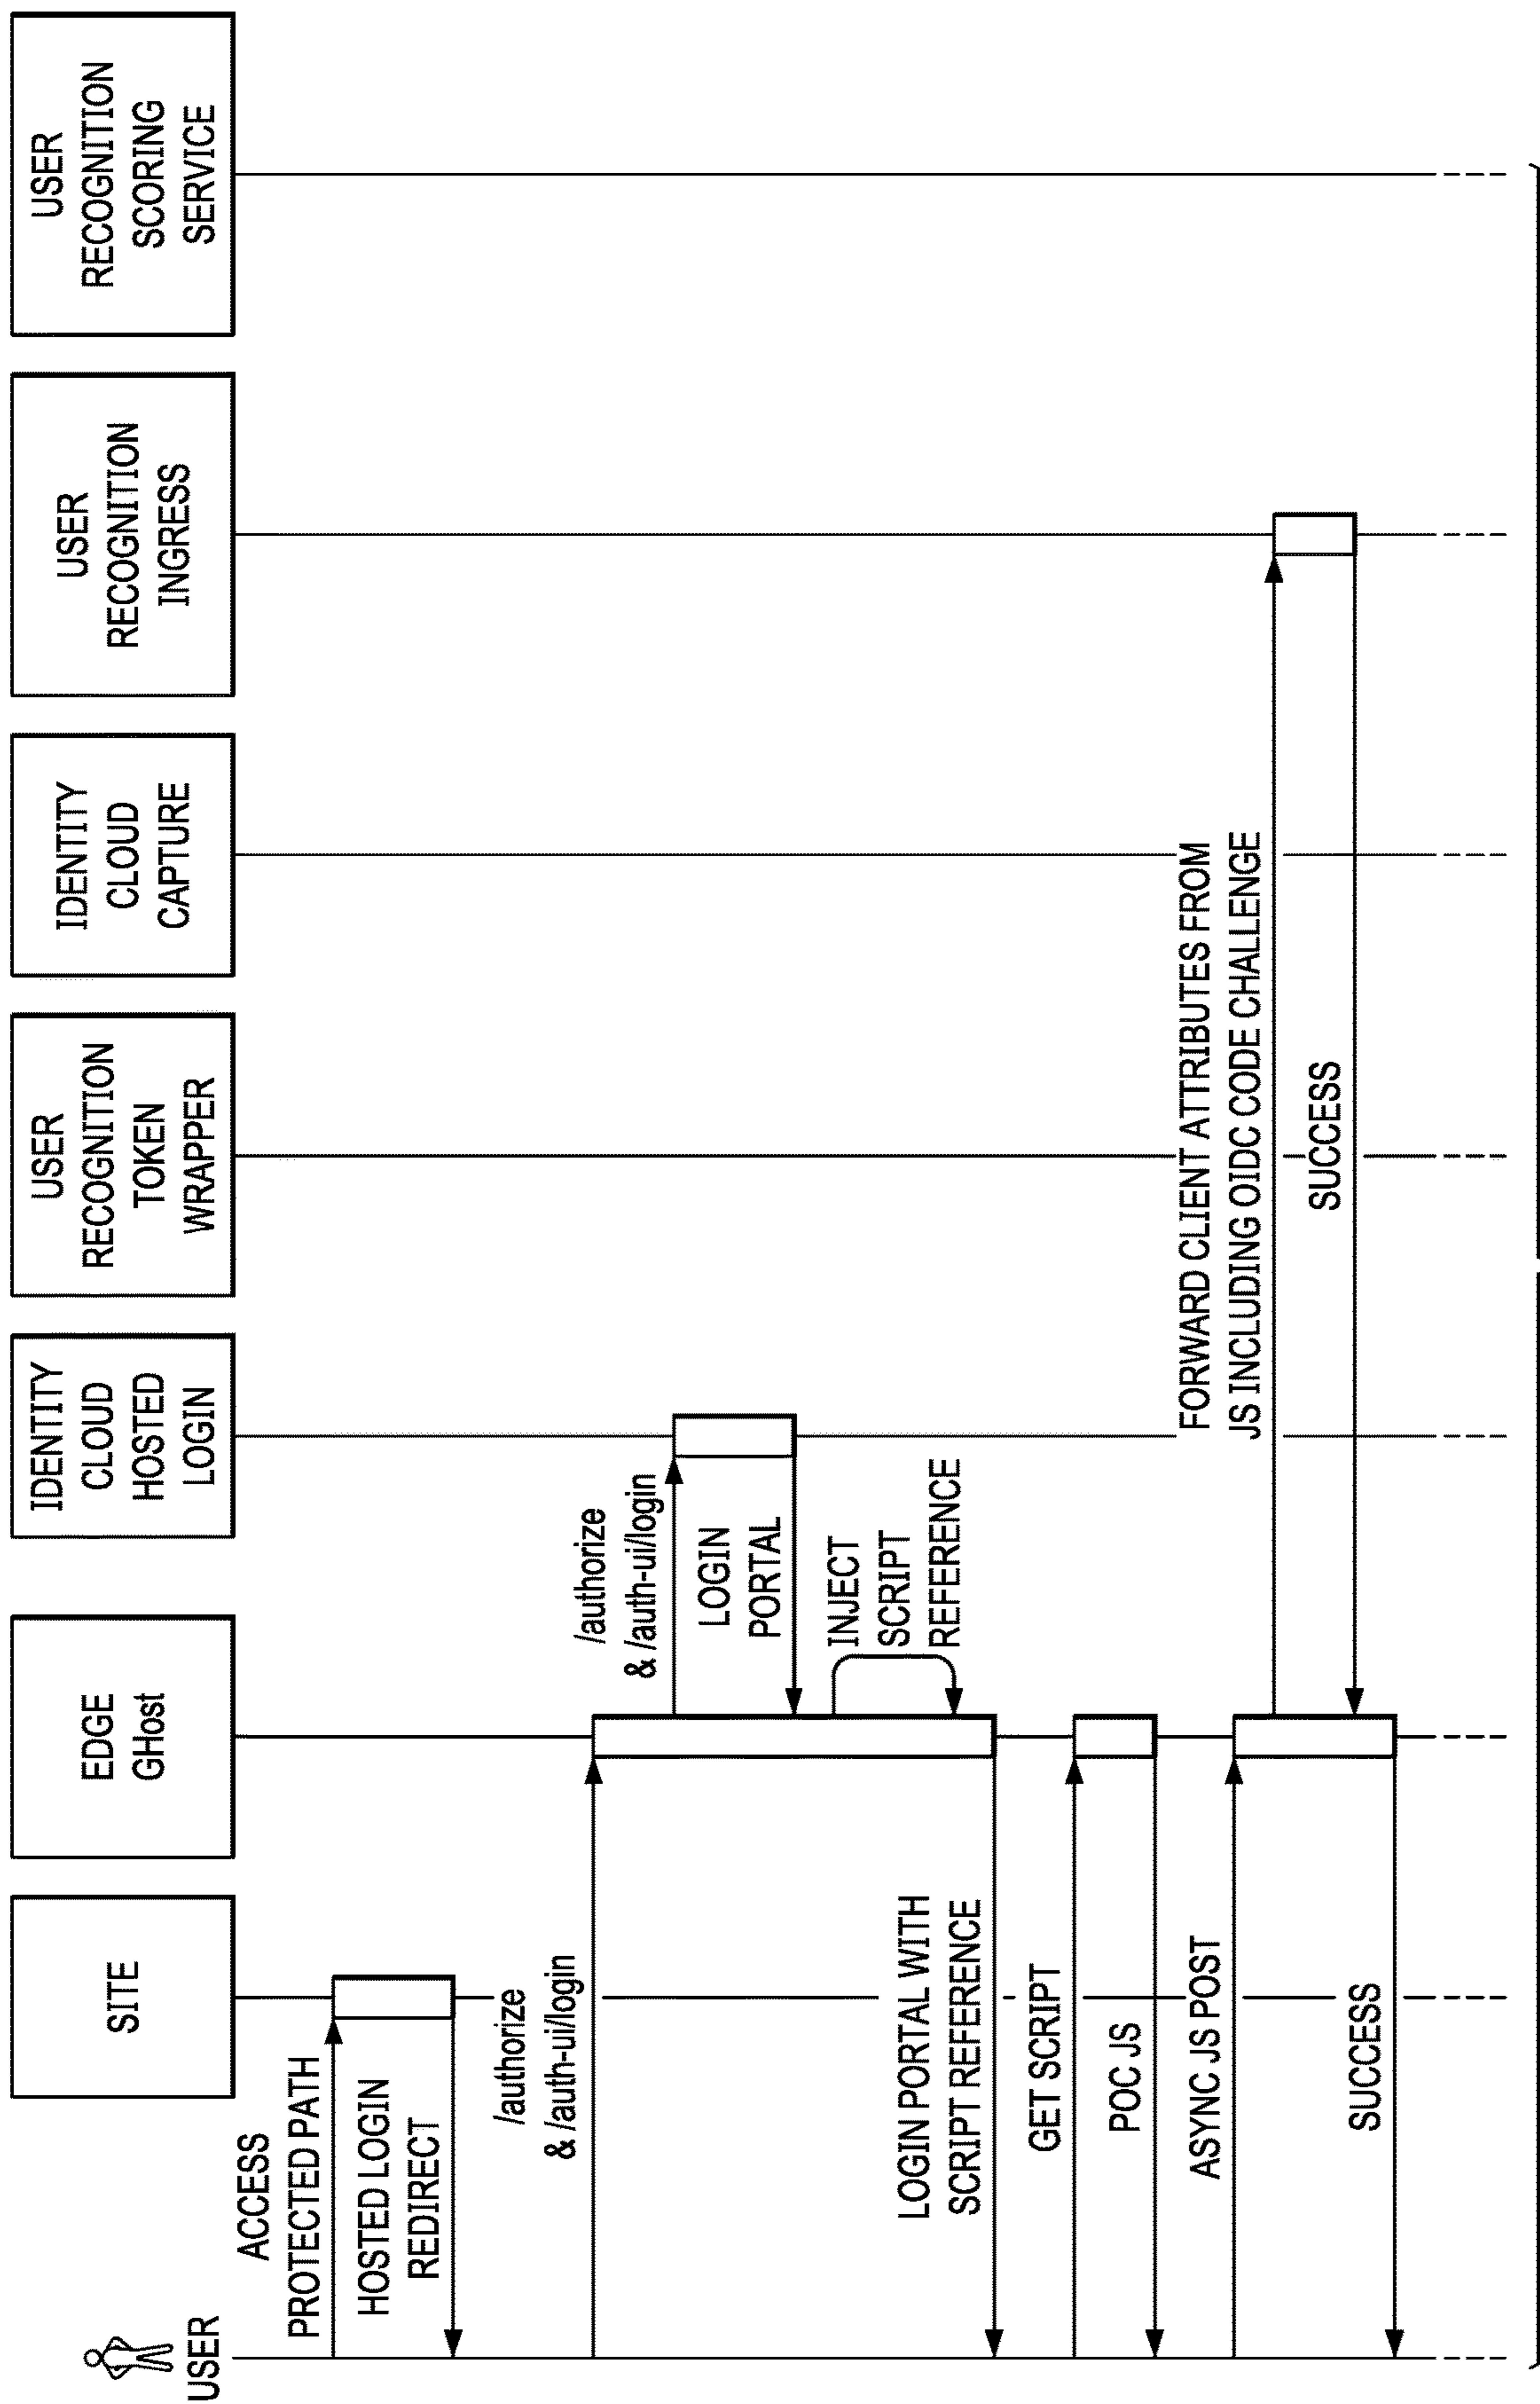 USER
SITE
EDGE
GHost
IDENTITY
CLOUD
HOSTED
LOGIN
USER
RECOGNITION
TOKEN
WRAPPER
IDENTITY
CLOUD
CAPTURE
USER
RECOGNITION
INGRESS
USER
RECOGNITION
SCORING
SERVICE
ACCESS
PROTECTED PATH
HOSTED LOGIN
REDIRECT
/authorize
& /auth-ui/login
/authorize
& /auth-ui/login
LOGIN
PORTAL
INJECT
SCRIPT
REFERENCE
LOGIN PORTAL WITH
SCRIPT REFERENCE
GET SCRIPT
POC JS
ASYNC JS POST
FORWARD CLIENT ATTRIBUTES FROM
JS INCLUDING OIDC CODE CHALLENGE
SUCCESS
SUCCESS